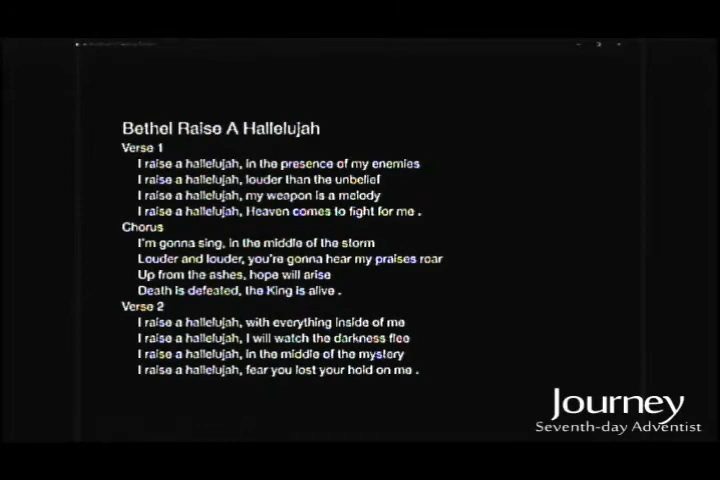 Bethel Raise A Hallelujah
Verse 1
I raise a hallelujah, in the presence of my enemies
I raise a hallelujah, louder than the unbelief
I raise a hallelujah, my weapon is a melody
I raise a hallelujah, Heaven comes to fight for me .
Chorus
I'm gonna sing, in the middle of the storm
Louder and louder, you're gonna hear my praises roar
Up from the ashes, hope will arise
Death is defeated, the King is alive .
Verse 2
I raise a hallelujah, with everything inside of me
I raise a hallelujah, I will watch the darkness flee
I raise a hallelujah, in the middle of the mystery
I raise a hallelujah, fear you lost your hold on me .
Journey
Seventh-day Adventist